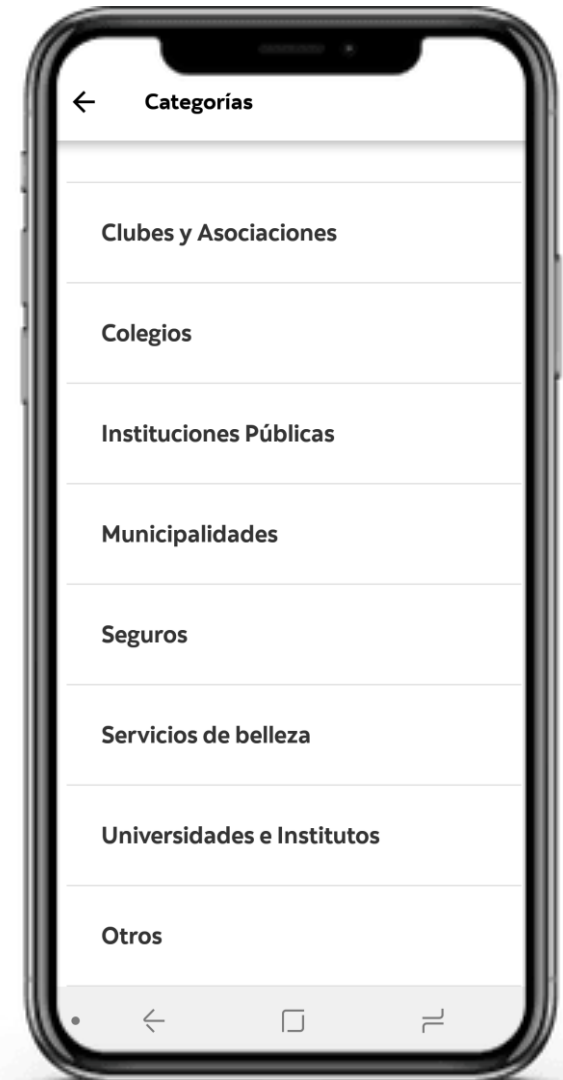 Categorías
Clubes y Asociaciones
Colegios
Instituciones Públicas
Municipalidades
Seguros
Servicios de belleza
Universidades e Institutos
Otros